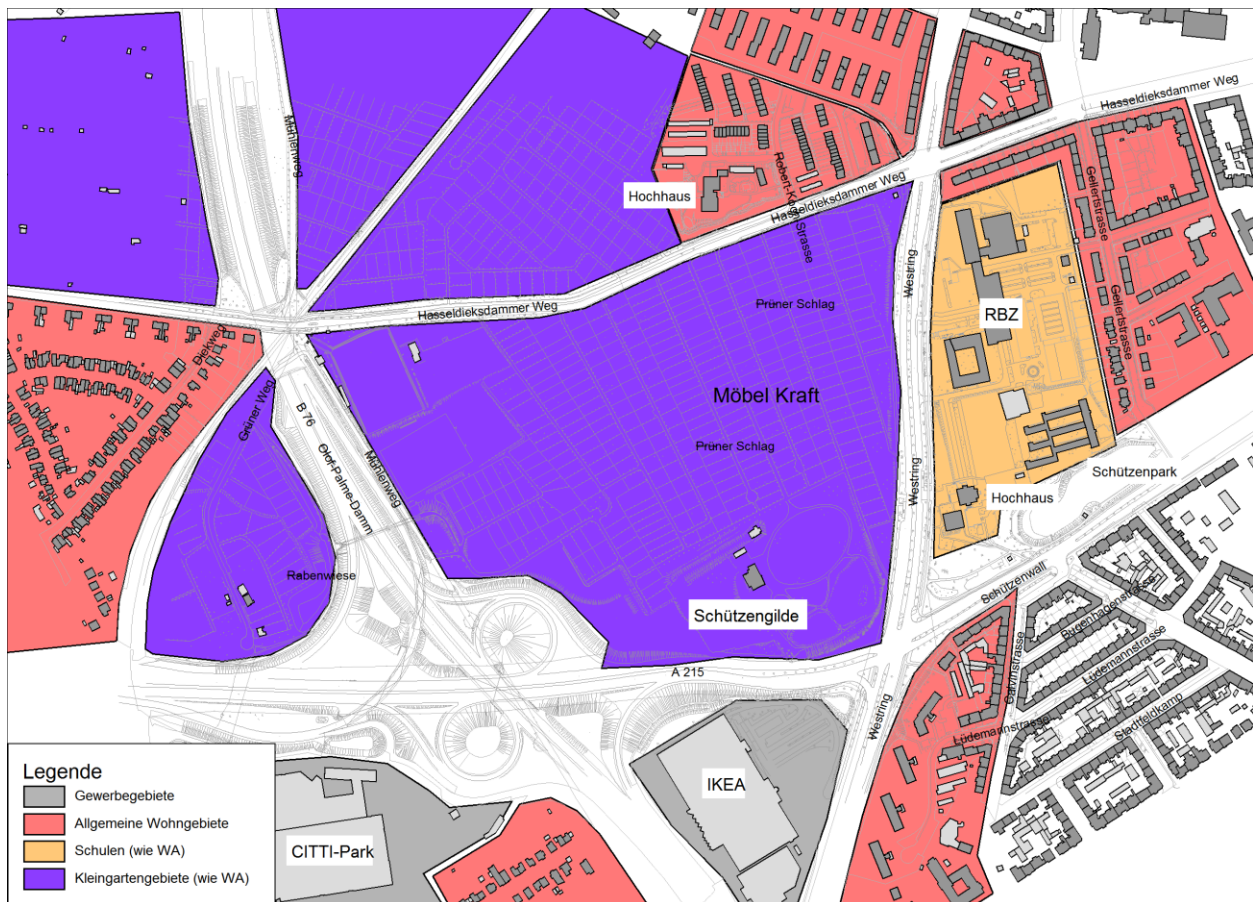 Hasseldieksdammer Weg
Mühlenweg
Hochhaus
Robert-Koch-Strasse
Hasseldieksdammer Weg
Gellertstrasse
Westring
Prüner Schlag
Hasseldieksdammer Weg
RBZ
Gellertstrasse
Diekweg
Möbel Kraft
Grüner Weg
B 76
Prüner Schlag
Olof-Palme-Damm
Mühlenweg
Westring
Schützenpark
Hochhaus
Rabenwiese
Schützenwall
Bugenhagenstrasse
Schützengilde
Lüdemannstrasse
Calvinstrasse
A 215
Westring
Lüdemannstrasse
Stadtfeldkamp
IKEA
CITTI-Park
Legende
Gewerbegebiete
Allgemeine Wohngebiete
Schulen (wie WA)
Kleingartengebiete (wie WA)